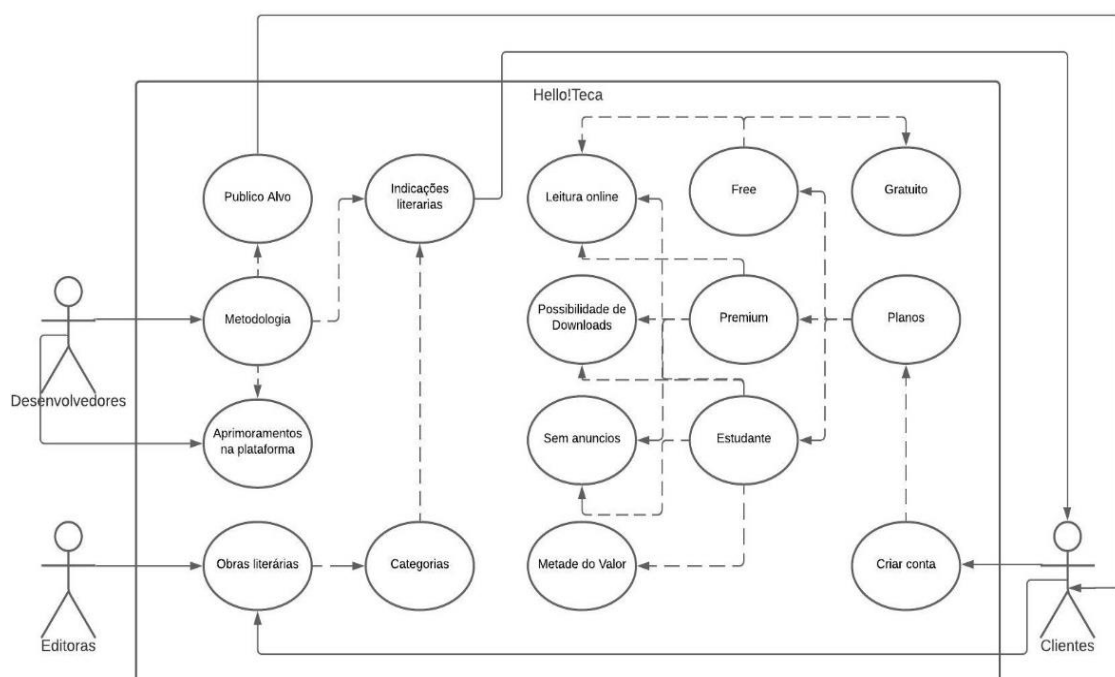 Hello!Teca
Publico Alvo
Indicações
literarias
Leitura online
Free
Gratuito
Metodologia
Possibilidade de
Downloads
Premium
Planos
Desenvolvedores
Aprimoramentos
na plataforma
Sem anuncios
Estudante
Obras literárias
Categorias
Metade do Valor
Criar conta
Editoras
Clientes